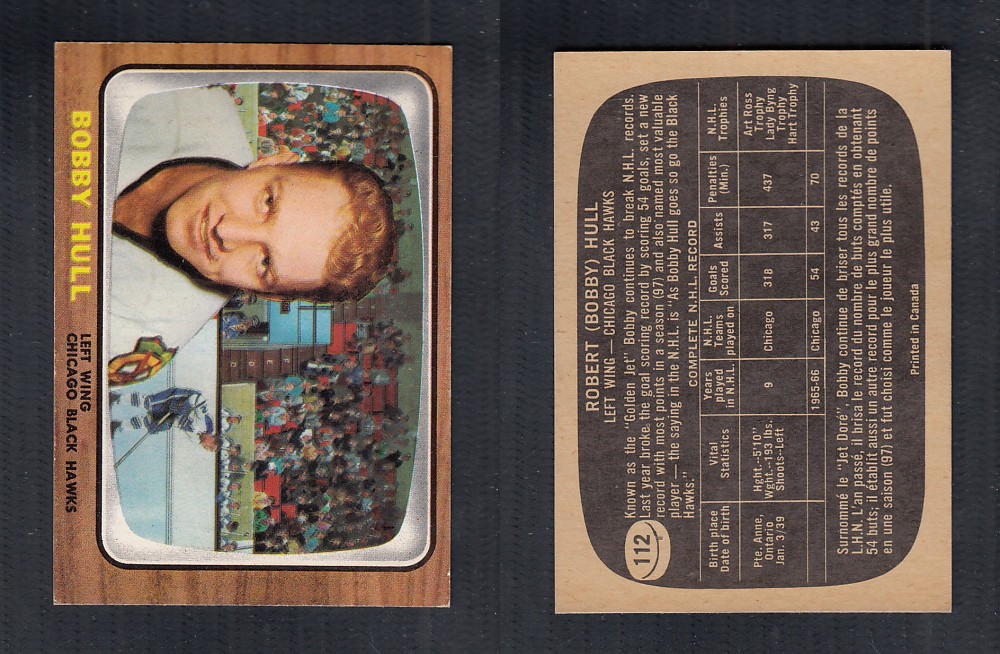 BOBBY HULL
LEFT WING
CHICAGO BLACK HAWKS
112
ROBERT (BOBBY) HULL
LEFT WING — CHICAGO BLACK HAWKS
Known as the "Golden Jet" Bobby continues to break N.H.L. records.
Last year broke, the goal scoring record by scoring 54 goals, set a new
record with most points in a season (97) and also named most valuable
player — the saying in the N.H.L. is "As Bobby Hull goes so go the Black
Hawks."
COMPLETE N.H.L. RECORD
Birth place Date of birth | Vital Statistics | Years played in N.H.L. | N.H.L. Teams played on | Goals Scored | Assists | Penalties (Min.) | N.H.L. Trophies
Pte. Anne, Ontario Jan. 3/39 | Hght.--5'10" Wght.--193 lbs. Shoots--Left | 9 | Chicago | 318 | 317 | 437 | Art Ross Trophy Lady Byng Trophy Hart Trophy
1965-66 | Chicago | 54 | 43 | 70
Surnommé le "Jet Doré", Bobby continue de briser tous les records de la
L.H.N. L'an passé, il brisa le record du nombre de buts comptés en obtenant
54 buts; il établit aussi un autre record pour le plus grand nombre de points
en une saison (97) et fut choisi comme le joueur le plus utile.
Printed in Canada